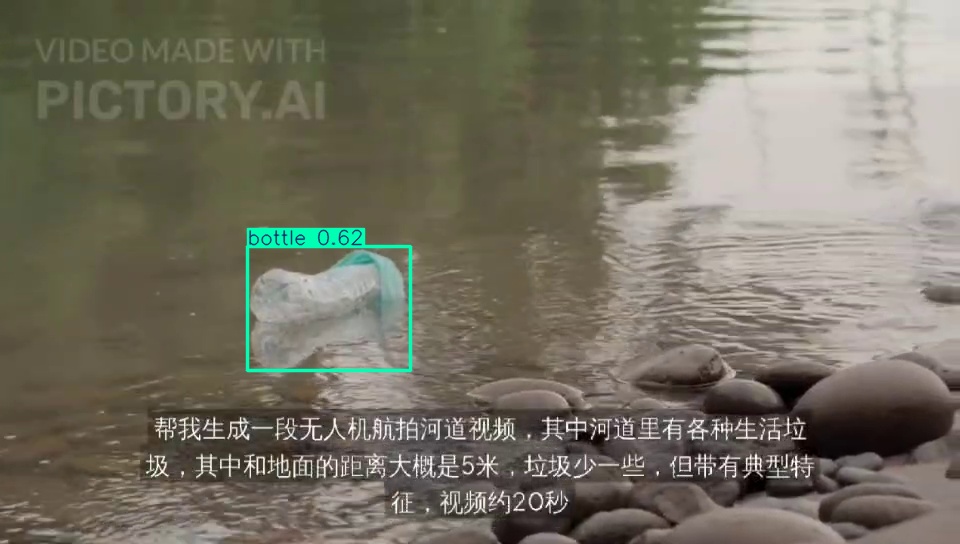 VIDEO MADE WITH
PICTORY.AI
bottle 0.62
帮我生成一段无人机航拍河道视频，其中河道里有各种生活垃
圾，其中和地面的距离大概是5米，垃圾少一些，但带有典型特
征，视频约20秒